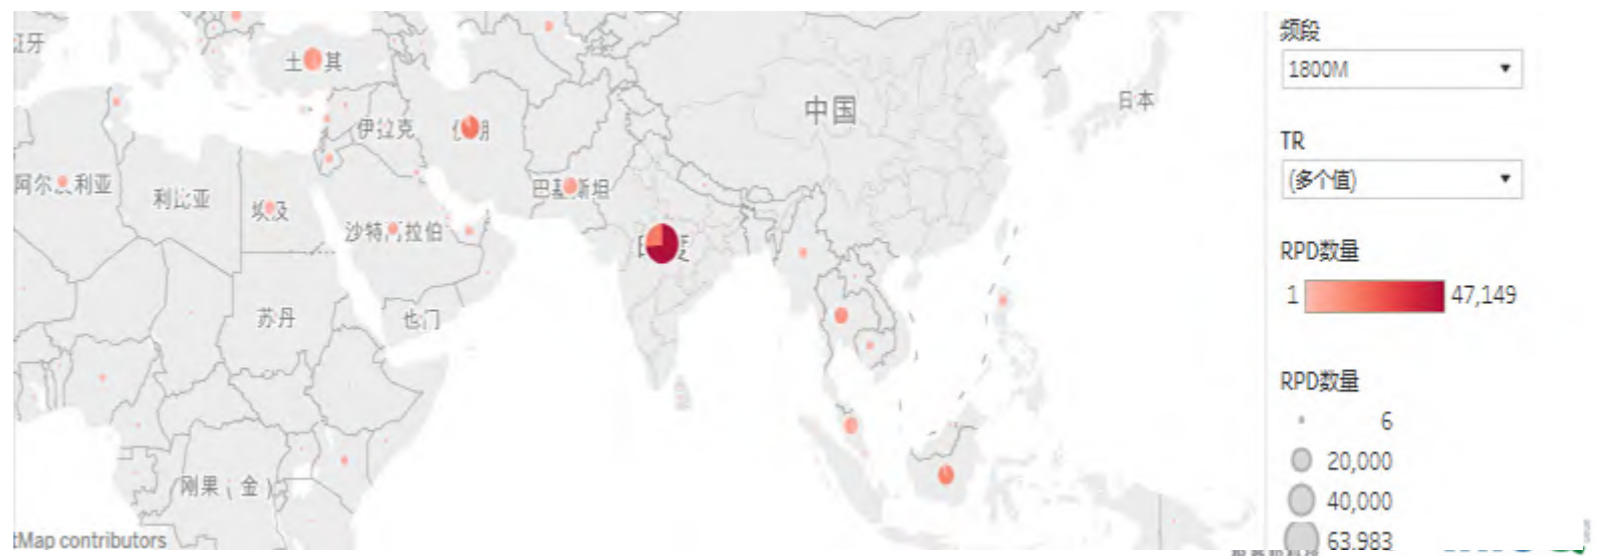 频段
1800M
中国
日本
TR
伊拉克
(多个值)
阿尔及利亚
利比亚
埃及
巴基斯坦
沙特阿拉伯
RPD数量
1
47,149
苏丹
也门
RPD数量
6
20,000
刚果（金）
40,000
tMap contributors
63,983